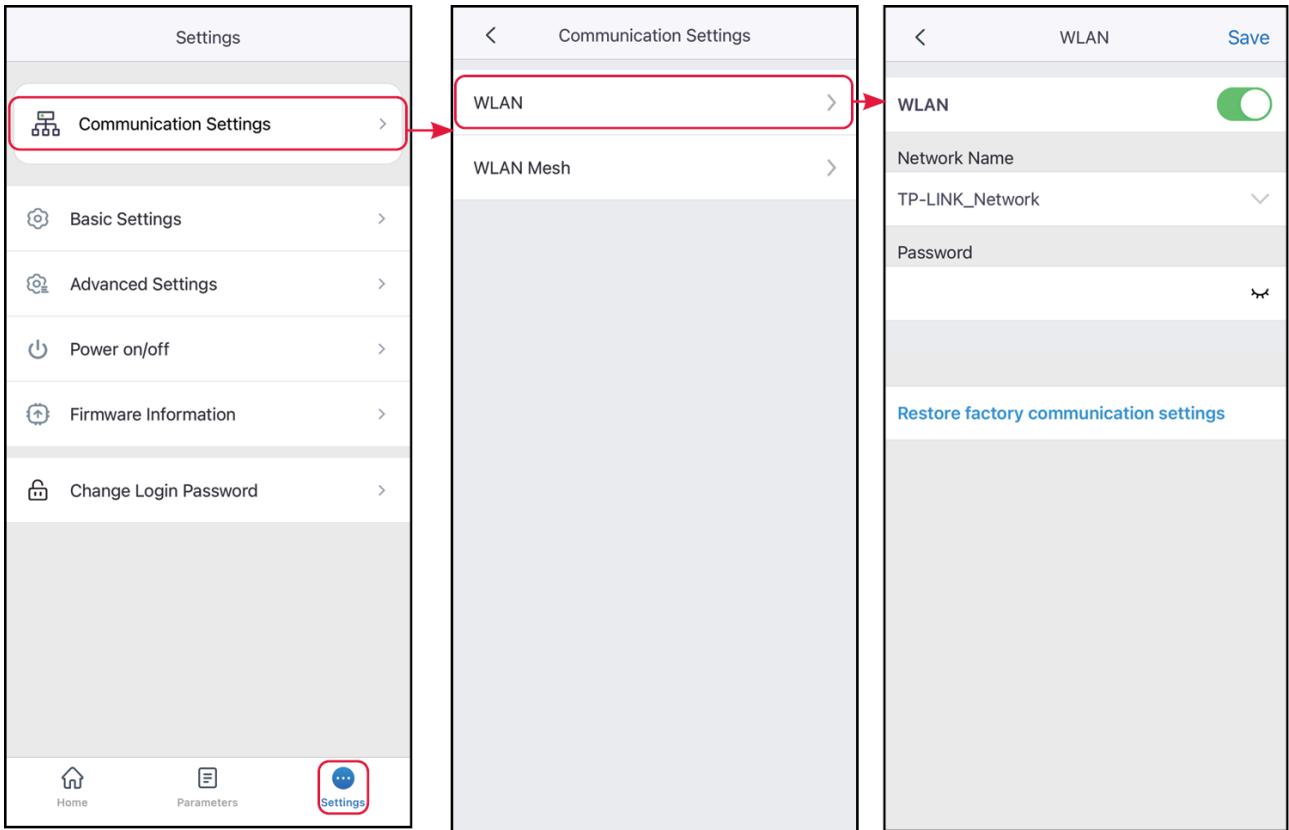 Settings
Communication Settings
Basic Settings
Advanced Settings
Power on/off
Firmware Information
Change Login Password
Home
Parameters
Settings
Communication Settings
WLAN
WLAN Mesh
WLAN
Save
WLAN
Network Name
TP-LINK_Network
Password
Restore factory communication settings